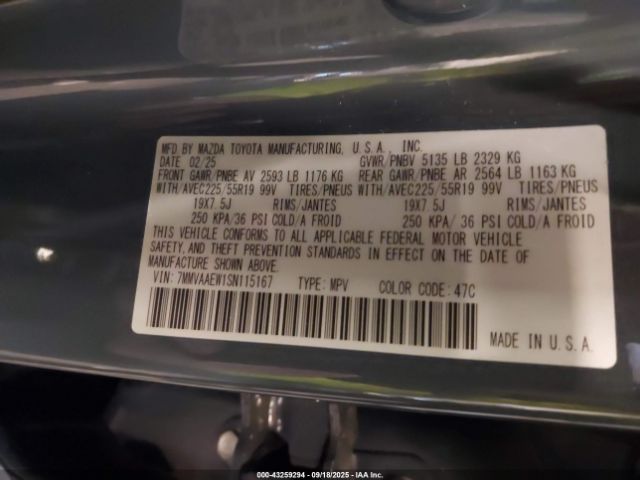 MFD. BY MAZDA TOYOTA MANUFACTURING, U.S.A., INC.
DATE 02/25 GVWR/PNBV 5135 LB 2329 KG
FRONT GAWR/PNBE AV 2593 LB 1176 KG REAR GAWR/PNBE AR 2564 LB 1163 KG
WITH/AVEC225/55R19 99V TIRES/PNEUS WITH/AVEC225/55R19 99V TIRES/PNEUS
19X7.5J RIMS/JANTES 19X7.5J RIMS/JANTES
250 KPA/36 PSI COLD/A FROID 250 KPA/36 PSI COLD/A FROID
THIS VEHICLE CONFORMS TO ALL APPLICABLE FEDERAL MOTOR VEHICLE
SAFETY, AND THEFT PREVENTION STANDARDS IN EFFECT ON THE DATE OF
MANUFACTURE SHOWN ABOVE.
VIN: 7MMVAAEW1SN115167 TYPE: MPV COLOR CODE: 47C
MADE IN U.S.A.
000-43259294 - 09/18/2025 - IAA Inc.